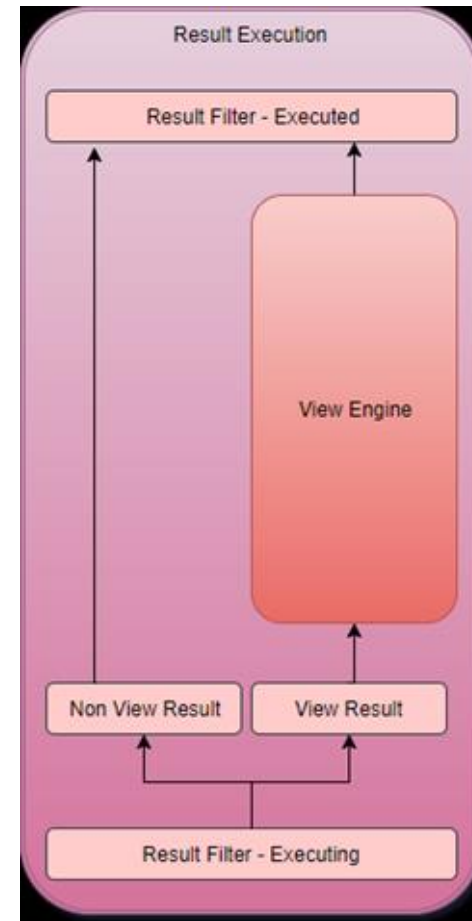 Result Execution
Result Filter - Executed
View Engine
Non View Result
View Result
Result Filter - Executing